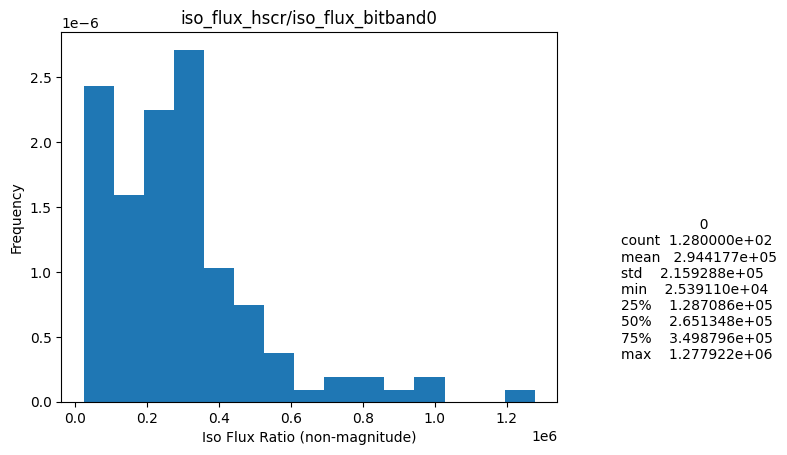 iso_flux_hscr/iso_flux_bitband0
1e−6
2.5
2.0
1.5
1.0
0.5
0.0
Frequency
0.0 0.2 0.4 0.6 0.8 1.0 1.2
1e6
Iso Flux Ratio (non-magnitude)
0
count 1.280000e+02
mean 2.944177e+05
std 2.159288e+05
min 2.539110e+04
25% 1.287086e+05
50% 2.651348e+05
75% 3.498796e+05
max 1.277922e+06